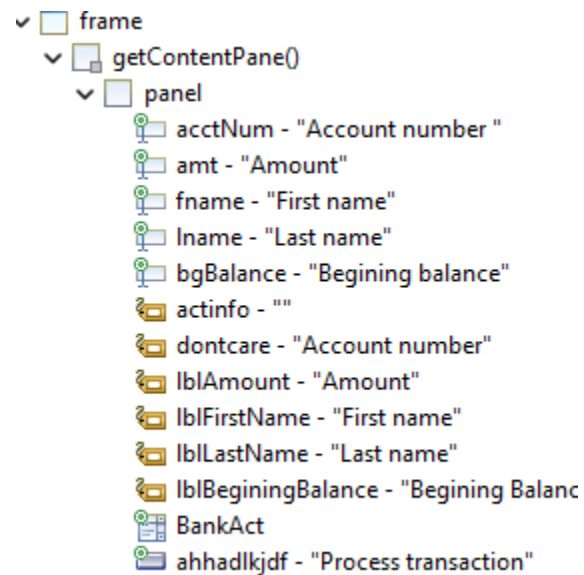 frame
getContentPane()
panel
acctNum - "Account number "
amt - "Amount"
fname - "First name"
lname - "Last name"
bgBalance - "Begining balance"
actinfo - ""
dontcare - "Account number"
lblAmount - "Amount"
lblFirstName - "First name"
lblLastName - "Last name"
lblBeginingBalance - "Begining Balanc
BankAct
ahhadlkjdf - "Process transaction"